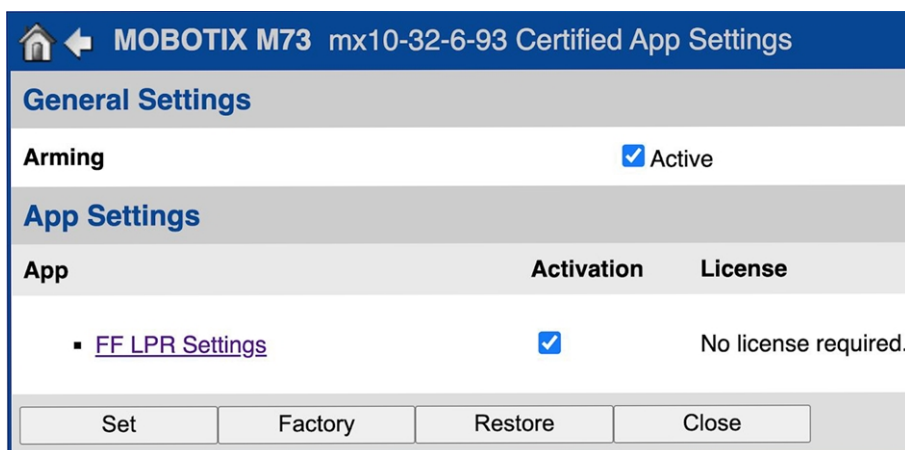 MOBOTIX M73 mx10-32-6-93 Certified App Settings
General Settings
Arming Active
App Settings
App Activation License
FF LPR Settings No license required.
Set Factory Restore Close